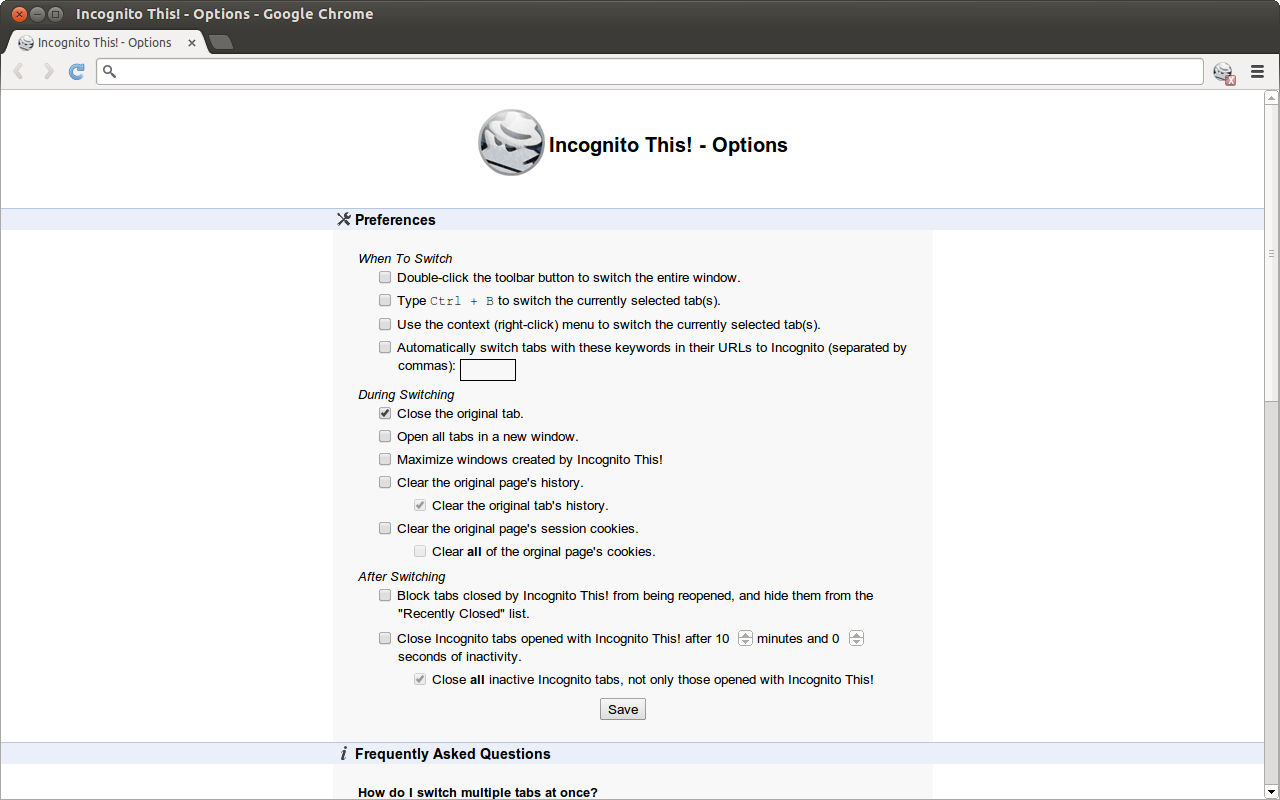 Incognito This! - Options - Google Chrome
Incognito This! - Options
Incognito This! - Options
Preferences
When To Switch
Double-click the toolbar button to switch the entire window.
Type Ctrl + B to switch the currently selected tab(s).
Use the context (right-click) menu to switch the currently selected tab(s).
Automatically switch tabs with these keywords in their URLs to Incognito (separated by
commas):
During Switching
Close the original tab.
Open all tabs in a new window.
Maximize windows created by Incognito This!
Clear the original page's history.
Clear the original tab's history.
Clear the original page's session cookies.
Clear all of the orginal page's cookies.
After Switching
Block tabs closed by Incognito This! from being reopened, and hide them from the
"Recently Closed" list.
Close Incognito tabs opened with Incognito This! after 10 minutes and 0
seconds of inactivity.
Close all inactive Incognito tabs, not only those opened with Incognito This!
Save
Frequently Asked Questions
How do I switch multiple tabs at once?